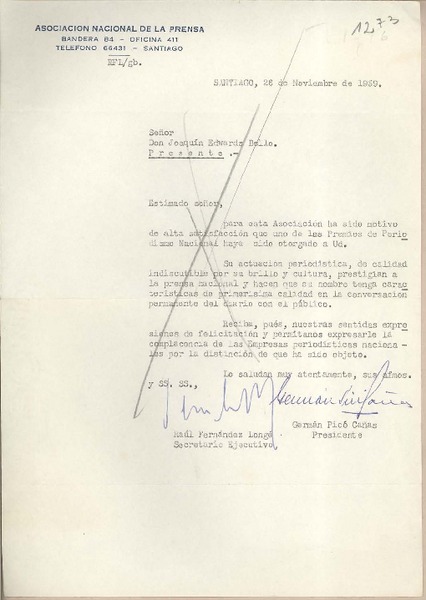 ASOCIACION NACIONAL DE LA PRENSA
BANDERA 84 - OFICINA 411
TELEFONO 66431 - SANTIAGO
RFL/gb.
1273
SANTIAGO, 26 de Noviembre de 1959.
Señor
Don Joaquín Edwards Bello.
P r e s e n t e .-
Estimado señor,
para esta Asociación ha sido motivo
de alta satisfacción que uno de los Premios de Perio
dismo Nacional haya sido otorgado a Ud.
Su actuación periodística, de calidad
indiscutible por su brillo y cultura, prestigian a
la prensa nacional y hacen que su nombre tenga carac
terísticas de primerísima calidad en la conversación
permanente del diario con el público.
Reciba, pués, nuestras sentidas expre
siones de felicitación y permítanos expresarle la
complacencia de las Empresas periodísticas naciona-
les por la distinción de que ha sido objeto.
Lo saludan muy atentamente, sus afmos.
y SS. SS.,
Germán Picó Cañas
Germán Picó Cañas
Presidente
Raúl Fernández Longé
Secretario Ejecutivo